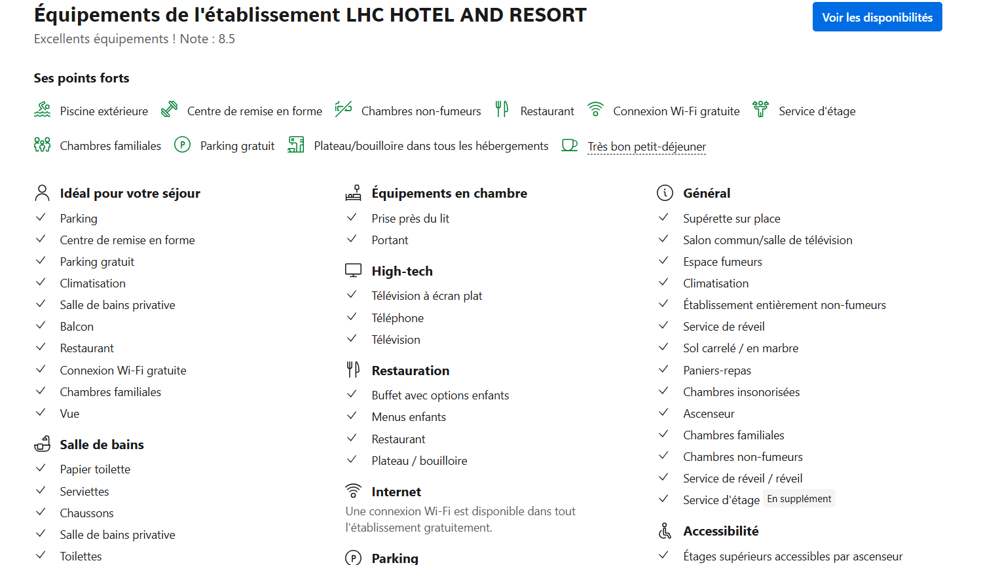 Équipements de l'établissement LHC HOTEL AND RESORT
Voir les disponibilités
Excellents équipements ! Note : 8.5
Ses points forts
Piscine extérieure
Centre de remise en forme
Chambres non-fumeurs
Restaurant
Connexion Wi-Fi gratuite
Service d'étage
Chambres familiales
Parking gratuit
Plateau/bouilloire dans tous les hébergements
Très bon petit-déjeuner
Idéal pour votre séjour
Parking
Centre de remise en forme
Parking gratuit
Climatisation
Salle de bains privative
Balcon
Restaurant
Connexion Wi-Fi gratuite
Chambres familiales
Vue
Salle de bains
Papier toilette
Serviettes
Chaussons
Salle de bains privative
Toilettes
Équipements en chambre
Prise près du lit
Portant
High-tech
Télévision à écran plat
Téléphone
Télévision
Restauration
Buffet avec options enfants
Menus enfants
Restaurant
Plateau / bouilloire
Internet
Une connexion Wi-Fi est disponible dans tout
l'établissement gratuitement.
Parking
Général
Supérette sur place
Salon commun/salle de télévision
Espace fumeurs
Climatisation
Établissement entièrement non-fumeurs
Service de réveil
Sol carrelé / en marbre
Paniers-repas
Chambres insonorisées
Ascenseur
Chambres familiales
Chambres non-fumeurs
Service de réveil / réveil
Service d'étage En supplément
Accessibilité
Étages supérieurs accessibles par ascenseur